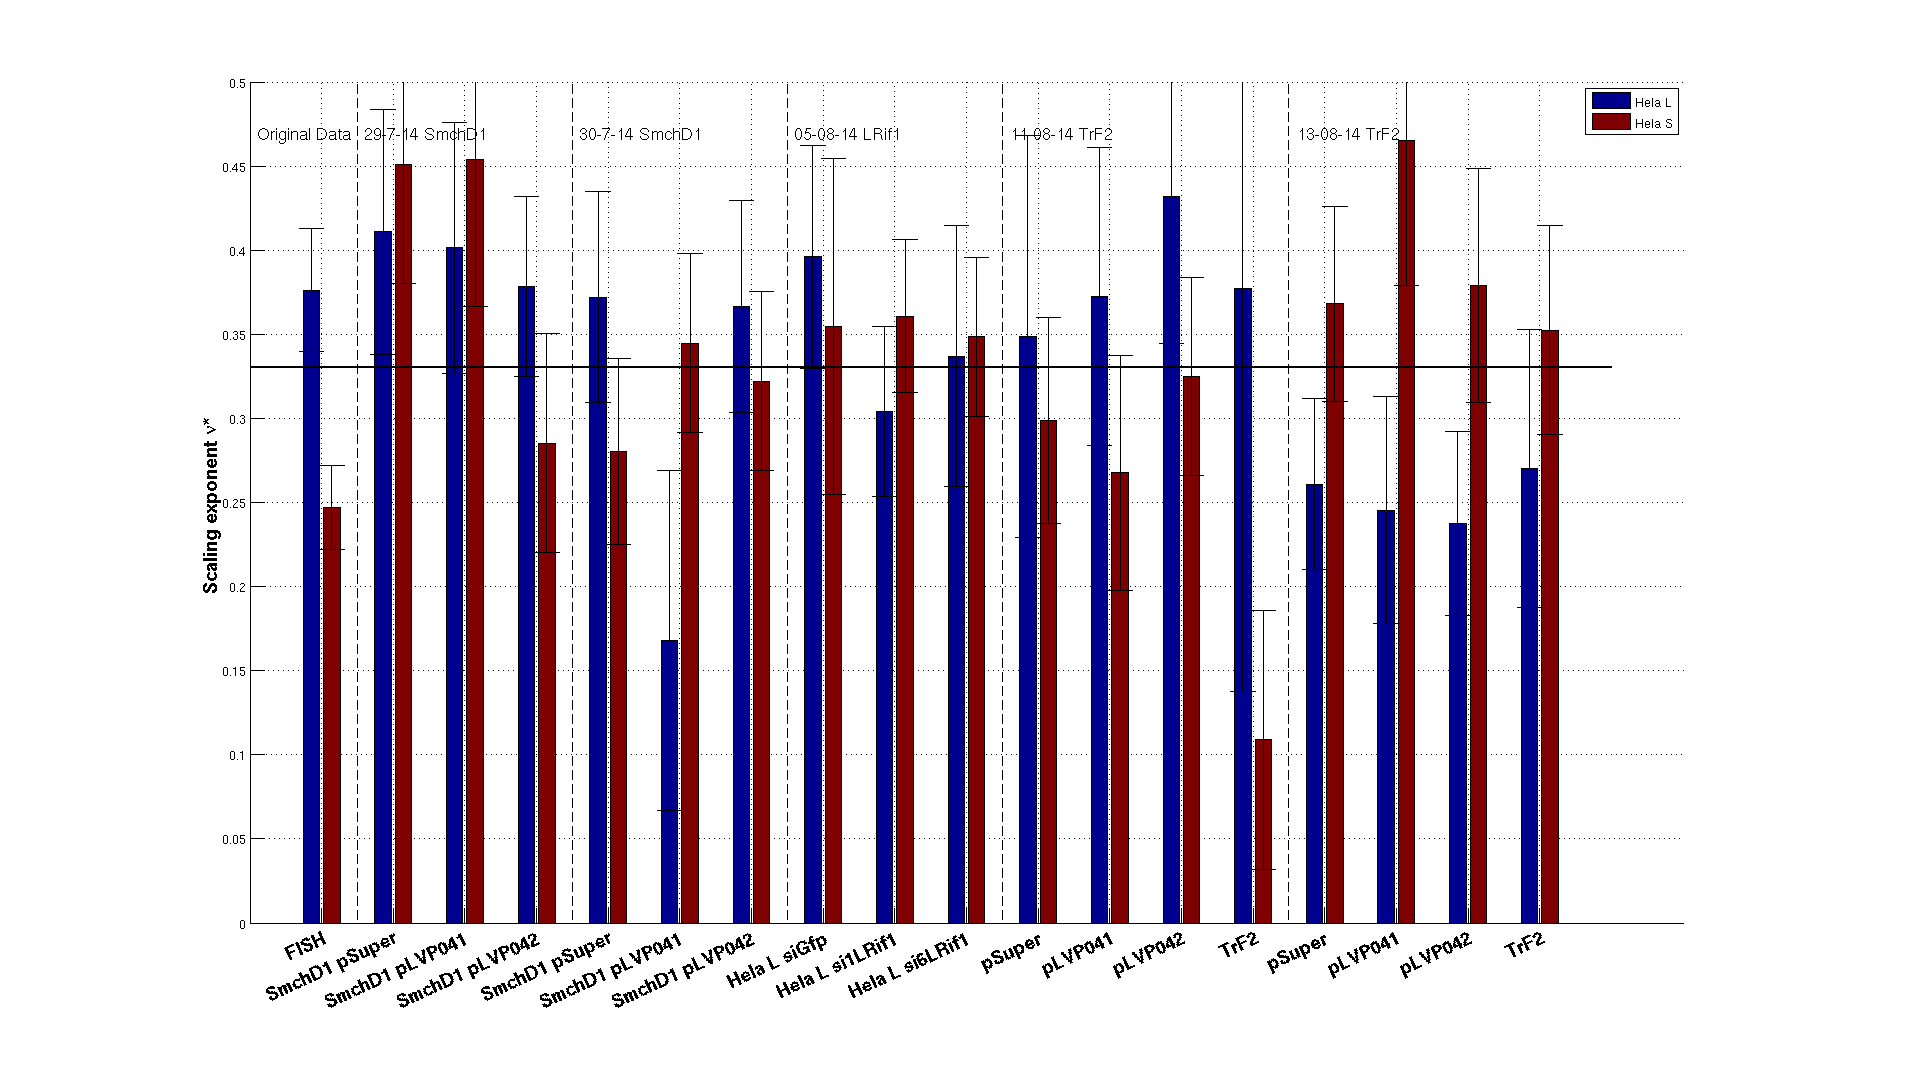 Original Data
29-7-14 SmchD1
30-7-14 SmchD1
05-08-14 LRif1
11-08-14 TrF2
13-08-14 TrF2
Hela L
Hela S
Scaling exponent ν*
0.5
0.45
0.4
0.35
0.3
0.25
0.2
0.15
0.1
0.05
0
FISH
SmchD1 pSuper
SmchD1 pLVP041
SmchD1 pLVP042
SmchD1 pSuper
SmchD1 pLVP041
SmchD1 pLVP042
Hela L siGfp
Hela L si1LRif1
Hela L si6LRif1
pSuper
pLVP041
pLVP042
TrF2
pSuper
pLVP041
pLVP042
TrF2